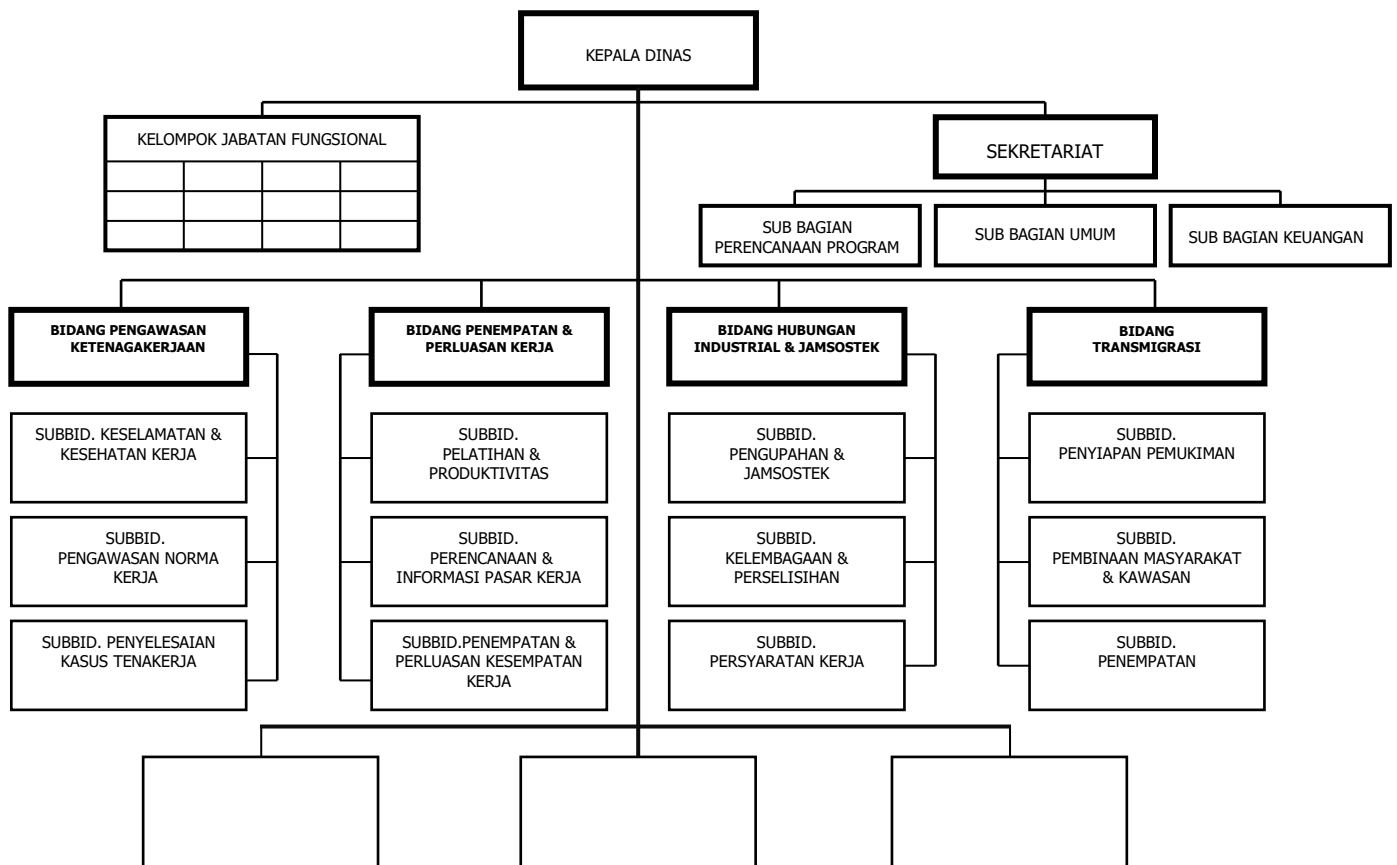 KEPALA DINAS
KELOMPOK JABATAN FUNGSIONAL
SEKRETARIAT
SUB BAGIAN
PERENCANAAN PROGRAM
SUB BAGIAN UMUM
SUB BAGIAN KEUANGAN
BIDANG PENGAWASAN
KETENAGAKERJAAN
BIDANG PENEMPATAN &
PERLUASAN KERJA
BIDANG HUBUNGAN
INDUSTRIAL & JAMSOSTEK
BIDANG
TRANSMIGRASI
SUBBID. KESELAMATAN &
KESEHATAN KERJA
SUBBID.
PELATIHAN &
PRODUKTIVITAS
SUBBID.
PENGUPAHAN &
JAMSOSTEK
SUBBID.
PENYIAPAN PEMUKIMAN
SUBBID.
PENGAWASAN NORMA
KERJA
SUBBID.
PERENCANAAN &
INFORMASI PASAR KERJA
SUBBID.
KELEMBAGAAN &
PERSELISIHAN
SUBBID.
PEMBINAAN MASYARAKAT
& KAWASAN
SUBBID. PENYELESAIAN
KASUS TENAKERJA
SUBBID.PENEMPATAN &
PERLUASAN KESEMPATAN
KERJA
SUBBID.
PERSYARATAN KERJA
SUBBID.
PENEMPATAN